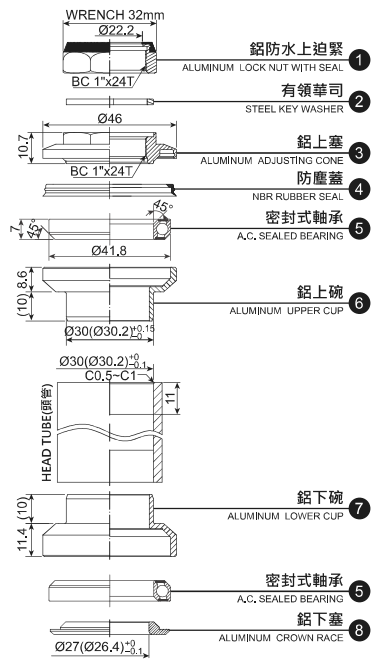 WRENCH 32mm
Ø22.2
BC 1"x24T
鋁防水上迫緊
ALUMINUM LOCK NUT WITH SEAL
1
有領華司
STEEL KEY WASHER
2
Ø46
10.7
BC 1"x24T
鋁上塞
ALUMINUM ADJUSTING CONE
3
防塵蓋
NBR RUBBER SEAL
4
45°
7
45°
Ø41.8
密封式軸承
A.C. SEALED BEARING
5
8.6
(10)
Ø30(Ø30.2)+0.15 -0
鋁上碗
ALUMINUM UPPER CUP
6
Ø30(Ø30.2)+0 -0.1
C0.5~C1
11
HEAD TUBE(頭管)
(10)
11.4
鋁下碗
ALUMINUM LOWER CUP
7
密封式軸承
A.C. SEALED BEARING
5
鋁下塞
ALUMINUM CROWN RACE
8
Ø27(Ø26.4)+0 -0.1